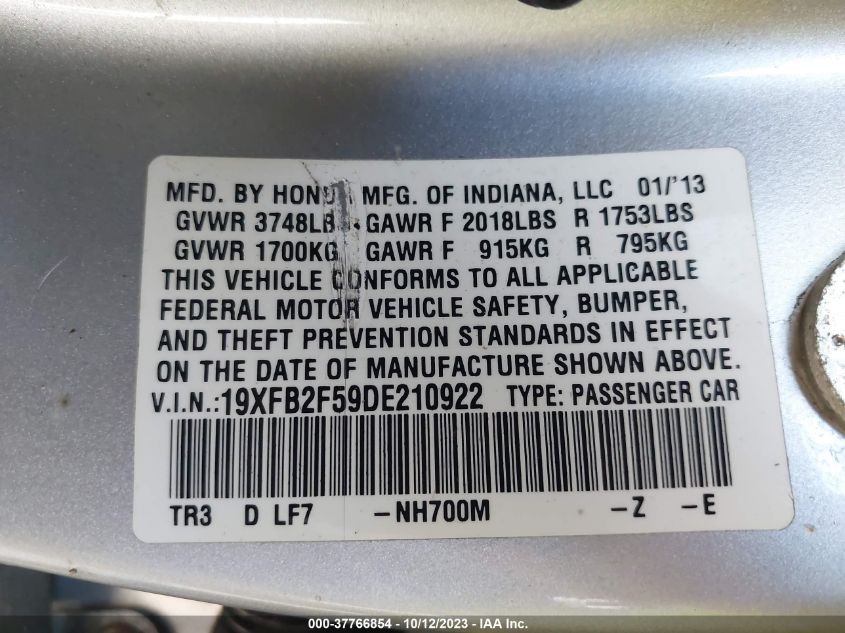 MFD. BY HONDA MFG. OF INDIANA, LLC 01/'13
GVWR 3748LB GAWR F 2018LBS R 1753LBS
GVWR 1700KG GAWR F 915KG R 795KG
THIS VEHICLE CONFORMS TO ALL APPLICABLE
FEDERAL MOTOR VEHICLE SAFETY, BUMPER,
AND THEFT PREVENTION STANDARDS IN EFFECT
ON THE DATE OF MANUFACTURE SHOWN ABOVE.
V.I.N.:19XFB2F59DE210922 TYPE: PASSENGER CAR
TR3 D LF7 -NH700M -Z -E
000-37766854 - 10/12/2023 - IAA Inc.